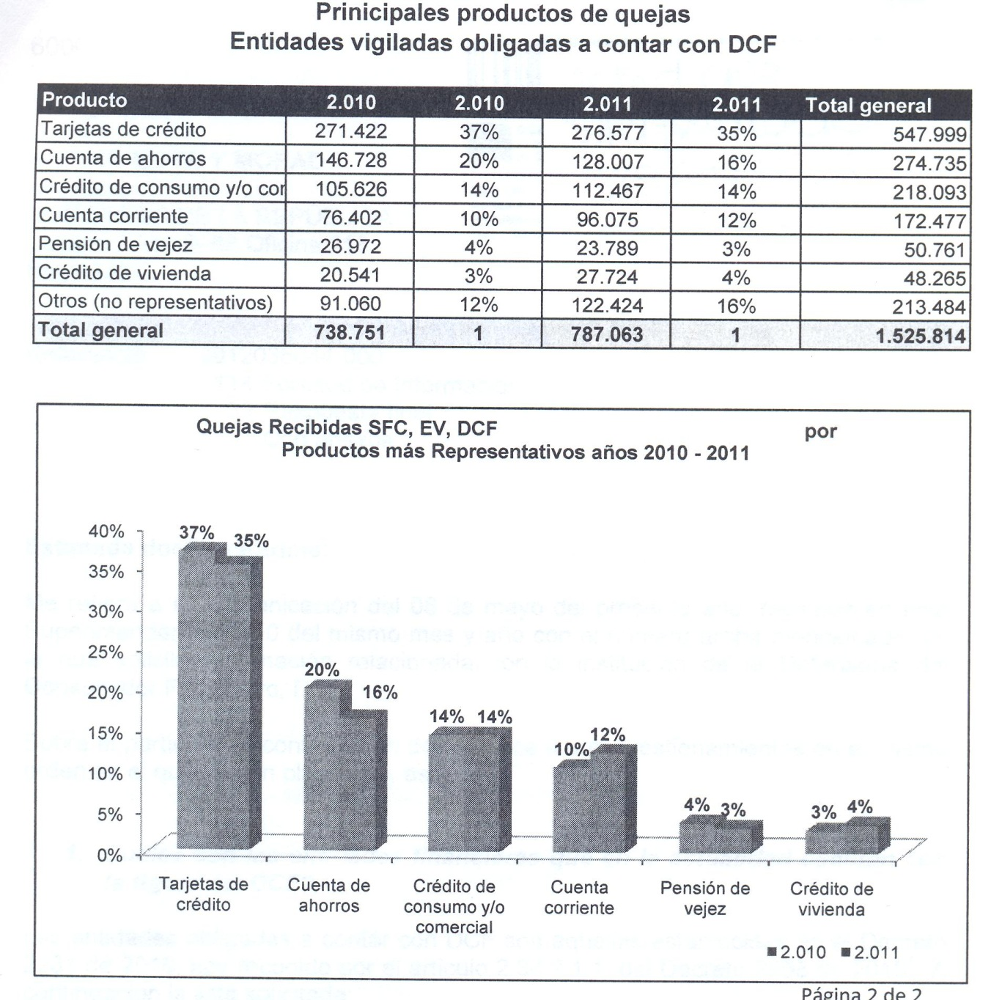 Prinicipales productos de quejas
Entidades vigiladas obligadas a contar con DCF
Producto 2.010 2.010 2.011 2.011 Total general
Tarjetas de crédito 271.422 37% 276.577 35% 547.999
Cuenta de ahorros 146.728 20% 128.007 16% 274.735
Crédito de consumo y/o cor 105.626 14% 112.467 14% 218.093
Cuenta corriente 76.402 10% 96.075 12% 172.477
Pensión de vejez 26.972 4% 23.789 3% 50.761
Crédito de vivienda 20.541 3% 27.724 4% 48.265
Otros (no representativos) 91.060 12% 122.424 16% 213.484
Total general 738.751 1 787.063 1 1.525.814
Quejas Recibidas SFC, EV, DCF por
Productos más Representativos años 2010 - 2011
40%
35%
30%
25%
20%
15%
10%
5%
0%
37% 35%
20% 16%
14% 14%
10% 12%
4% 3%
3% 4%
Tarjetas de crédito
Cuenta de ahorros
Crédito de consumo y/o comercial
Cuenta corriente
Pensión de vejez
Crédito de vivienda
2.010 2.011
Página 2 de 2